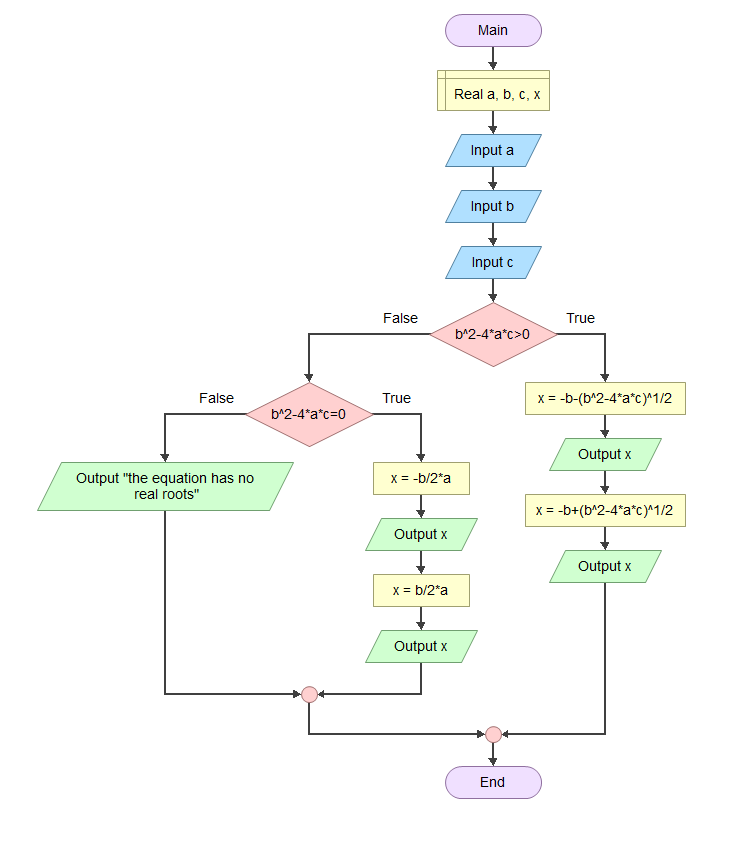 Main
Real a, b, c, x
Input a
Input b
Input c
b^2-4*a*c>0
False
True
b^2-4*a*c=0
False
True
Output "the equation has no
real roots"
x = -b/2*a
Output x
x = b/2*a
Output x
x = -b-(b^2-4*a*c)^1/2
Output x
x = -b+(b^2-4*a*c)^1/2
Output x
End